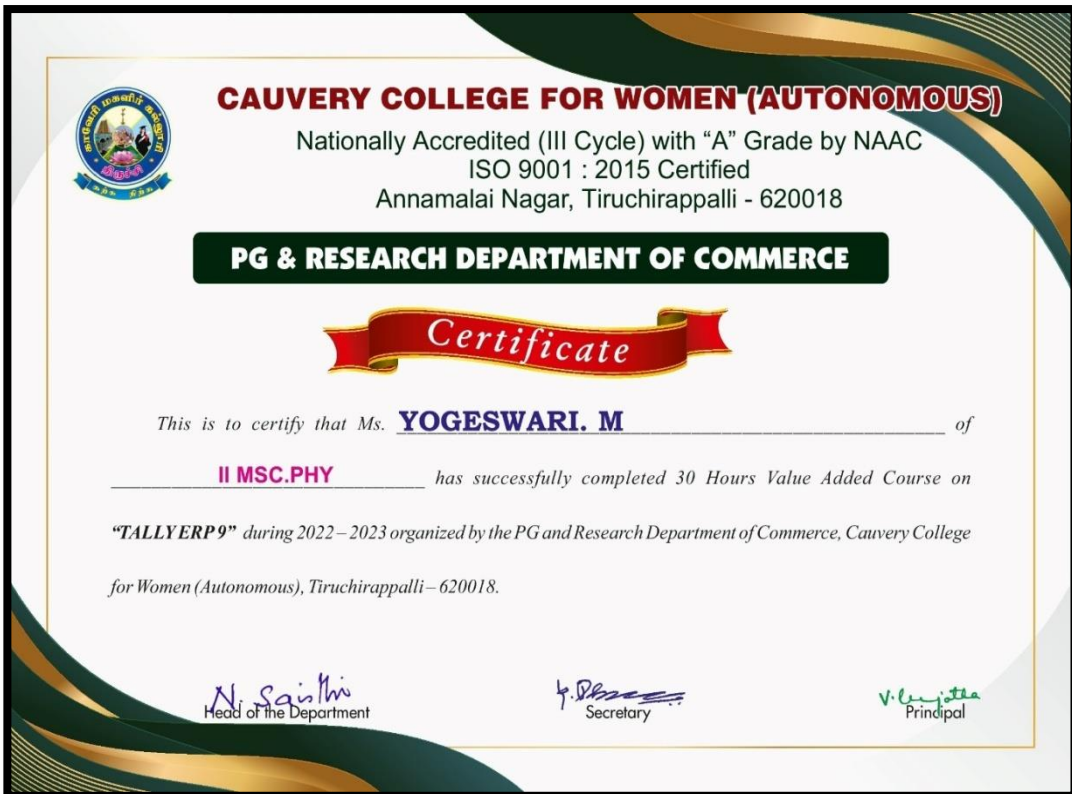 காவேரி மகளிர் கல்லூரி
திருச்சி
கற்க நிற்க
CAUVERY COLLEGE FOR WOMEN (AUTONOMOUS)
Nationally Accredited (III Cycle) with “A” Grade by NAAC
ISO 9001 : 2015 Certified
Annamalai Nagar, Tiruchirappalli - 620018
PG & RESEARCH DEPARTMENT OF COMMERCE
Certificate
This is to certify that Ms. YOGESWARI. M of
II MSC.PHY has successfully completed 30 Hours Value Added Course on
“TALLY ERP 9” during 2022 – 2023 organized by the PG and Research Department of Commerce, Cauvery College
for Women (Autonomous), Tiruchirappalli – 620018.
Head of the Department
Secretary
Principal